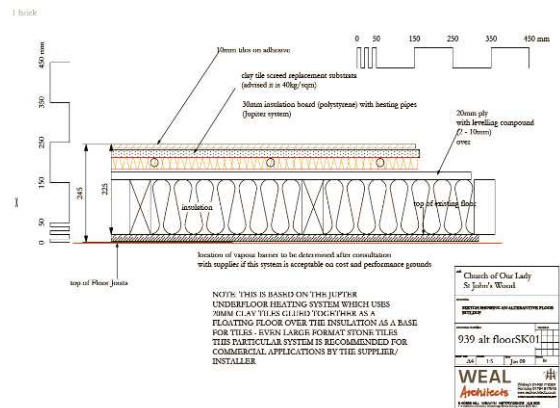 1 brick
0 50 150 250 350 450 mm
10mm tiles on adhesive
clay tile screed replacement substrata
(advised it is 40kg/sqm)
30mm insulation board (polystyrene) with heating pipes
(Jupiter system)
20mm ply
with levelling compound
(2 - 10mm)
over
450 mm
350
250
150
50
0
245
225
insulation
top of existing floor
location of vapour barrier to be determined after consultation
with supplier if this system is acceptable on cost and performance grounds
top of Floor Joists
NOTE: THIS IS BASED ON THE JUPTER
UNDERFLOOR HEATING SYSTEM WHICH USES
20MM CLAY TILES GLUED TOGETHER AS A
FLOATING FLOOR OVER THE INSULATION AS A BASE
FOR TILES - EVEN LARGE FORMAT STONE TILES
THIS PARTICULAR SYSTEM IS RECOMMENDED FOR
COMMERCIAL APPLICATIONS BY THE SUPPLIER/
INSTALLER
Church of Our Lady
St John's Wood
SKETCH SHOWING AN ALTERNATIVE FLOOR
BUILDUP
939 alt floorSK01
A4 1:5 Jan 09
WEAL
Architects